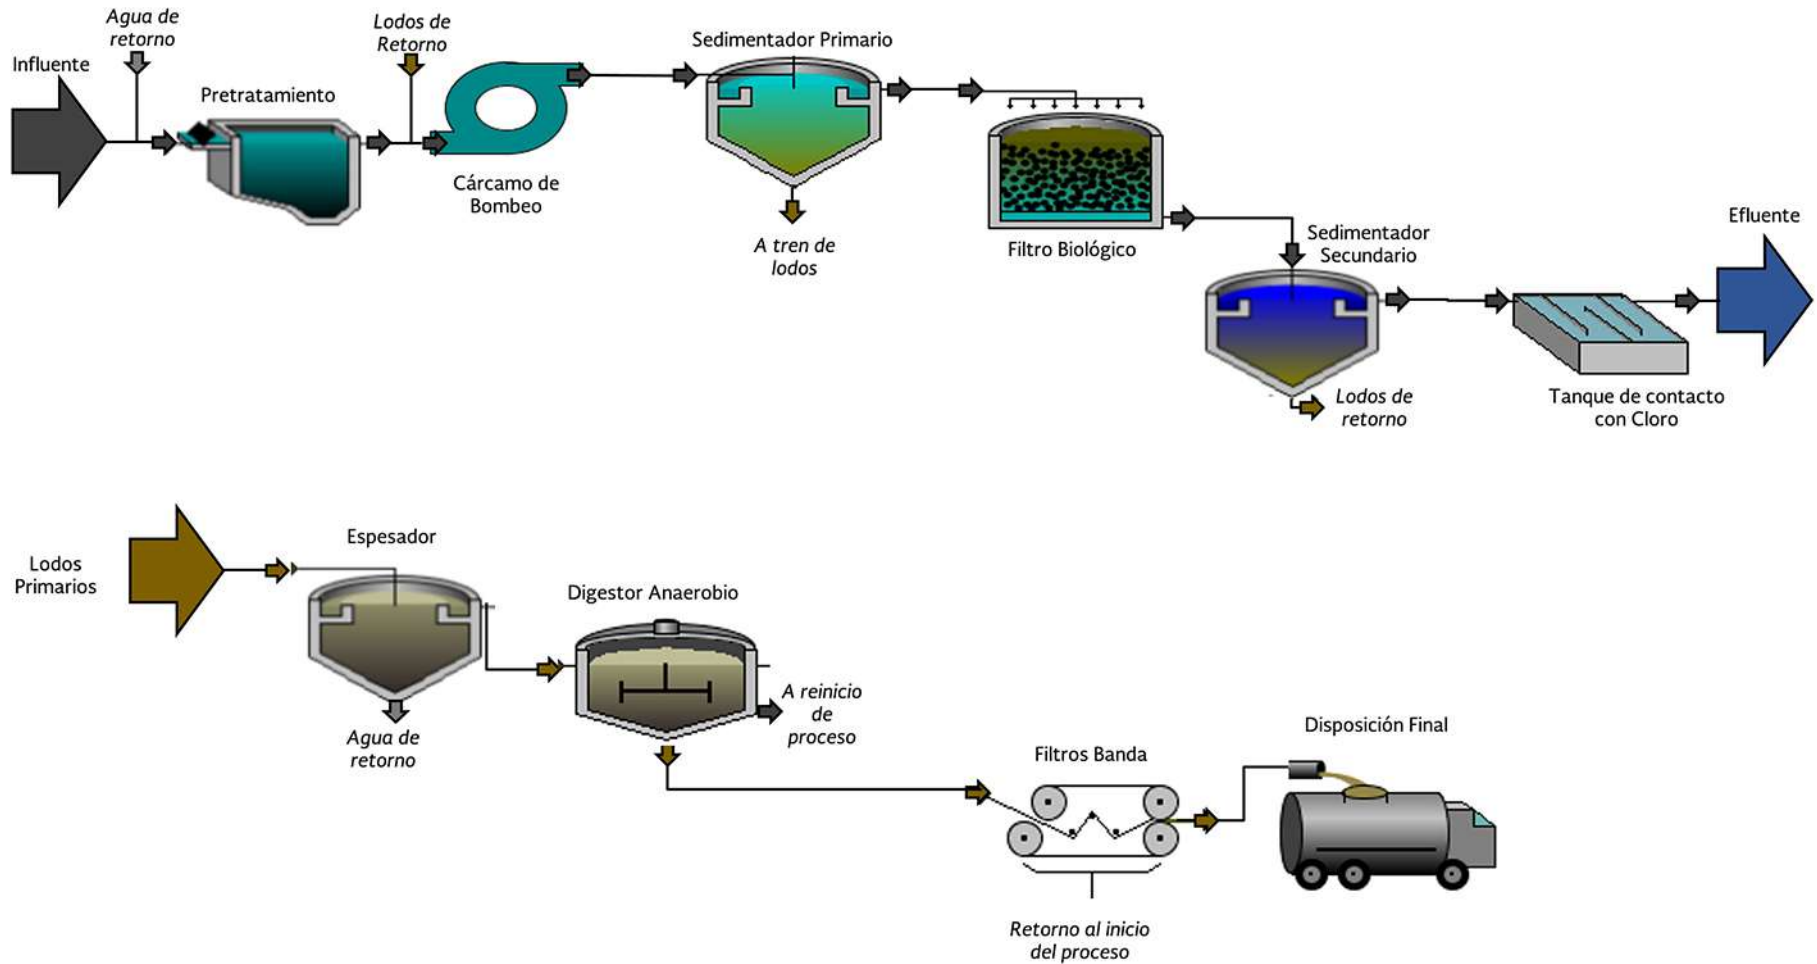 Agua de
retorno
Lodos de
Retorno
Influente
Pretratamiento
Cárcamo de
Bombeo
Sedimentador Primario
A tren de
lodos
Filtro Biológico
Sedimentador
Secundario
Lodos de
retorno
Tanque de contacto
con Cloro
Efluente
Lodos
Primarios
Espesador
Agua de
retorno
Digestor Anaerobio
A reinicio
de
proceso
Filtros Banda
Retorno al inicio
del proceso
Disposición Final